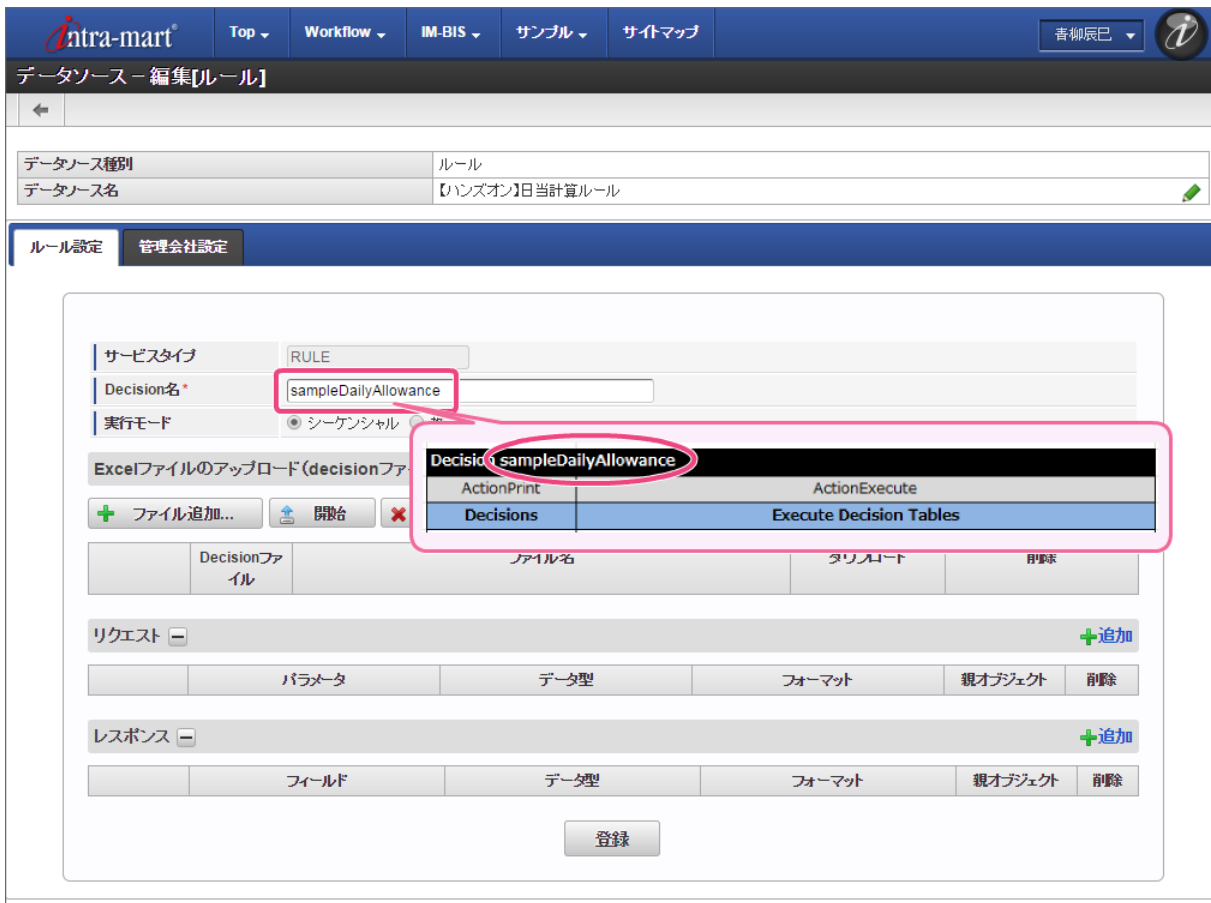 intra-mart® Top Workflow IM-BIS サンプル サイトマップ 青柳辰巳
データソース − 編集[ルール]
データソース種別 ルール
データソース名 【ハンズオン】日当計算ルール
ルール設定 管理会社設定
サービスタイプ RULE
Decision名* sampleDailyAllowance
実行モード シーケンシャル
Excelファイルのアップロード(decisionファ
Decision sampleDailyAllowance
ActionPrint ActionExecute
Decisions Execute Decision Tables
ファイル追加... 開始
Decisionファイル ファイル名 ダウンロード 削除
リクエスト 追加
パラメータ データ型 フォーマット 親オブジェクト 削除
レスポンス 追加
フィールド データ型 フォーマット 親オブジェクト 削除
登録